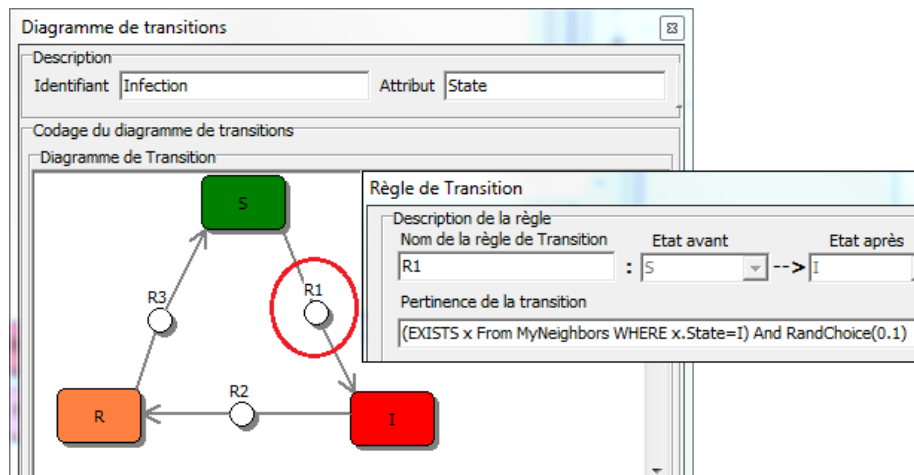 Diagramme de transitions
Description
Identifiant Infection Attribut State
Codage du diagramme de transitions
Diagramme de Transition
S
R1
R3
R2
R
I
Règle de Transition
Description de la règle
Nom de la règle de Transition Etat avant Etat après
R1 : S --> I
Pertinence de la transition
(EXISTS x From MyNeighbors WHERE x.State=I) And RandChoice(0.1)